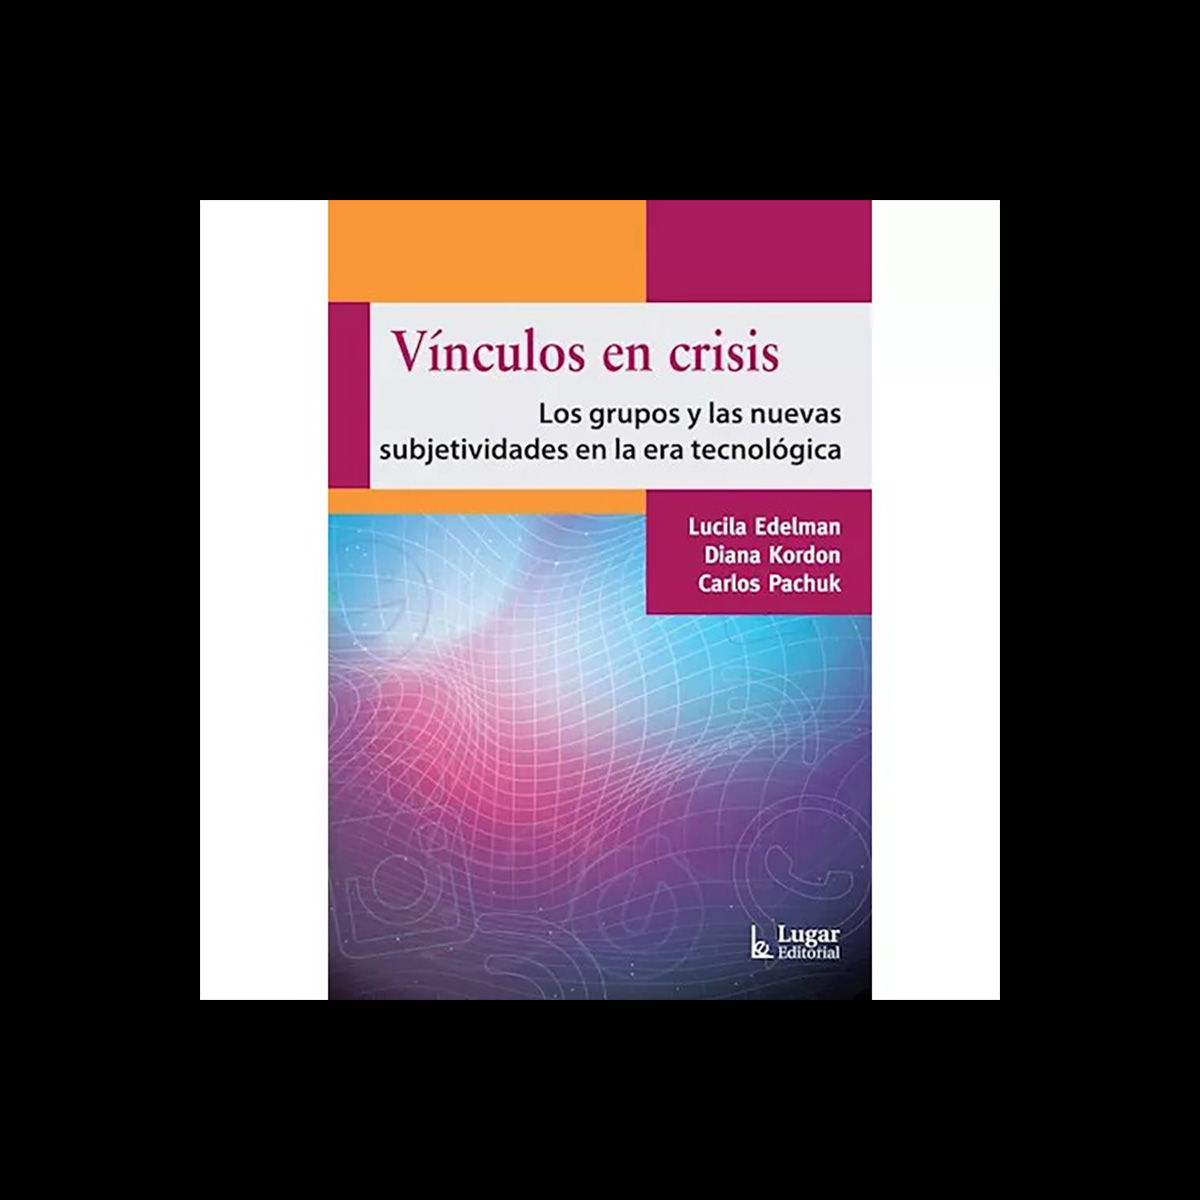 Vínculos en crisis
Los grupos y las nuevas
subjetividades en la era tecnológica
Lucila Edelman
Diana Kordon
Carlos Pachuk
Lugar
Editorial